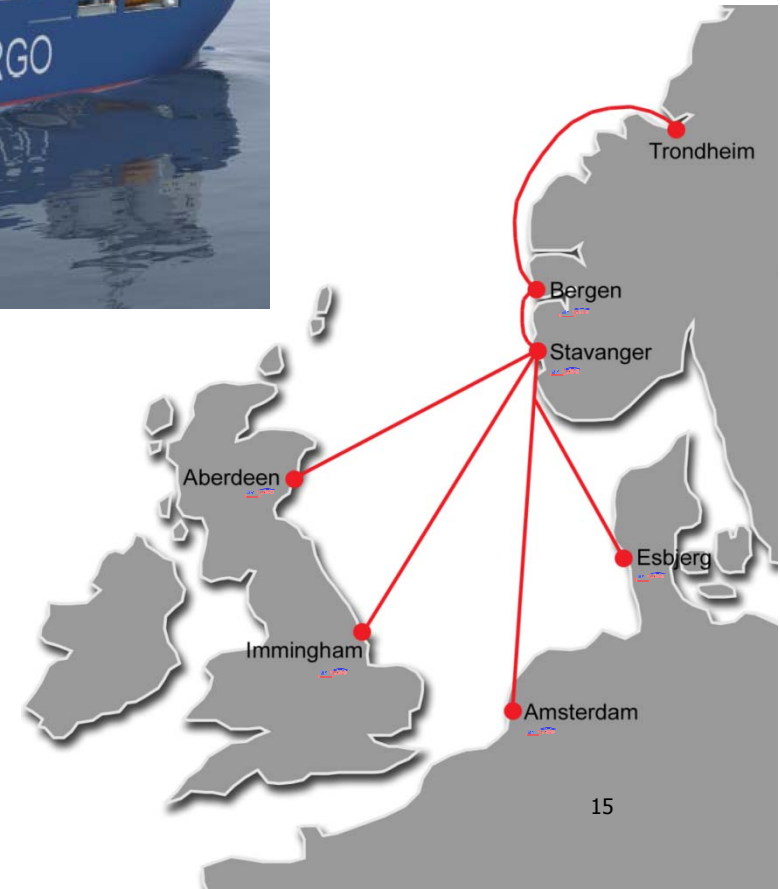 RGO
Trondheim
Bergen
Stavanger
Aberdeen
Esbjerg
Immingham
Amsterdam
15